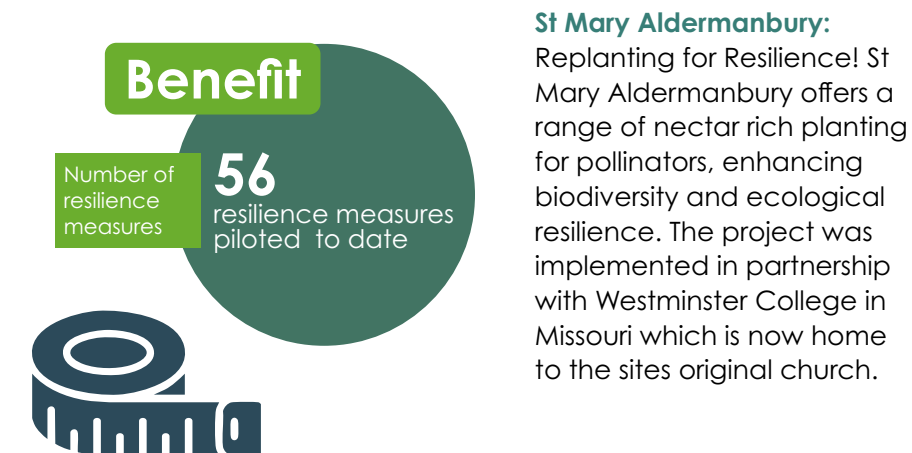 Benefit
Number of
resilience
measures
56
resilience measures
piloted to date
St Mary Aldermanbury:
Replanting for Resilience! St
Mary Aldermanbury offers a
range of nectar rich planting
for pollinators, enhancing
biodiversity and ecological
resilience. The project was
implemented in partnership
with Westminster College in
Missouri which is now home
to the sites original church.